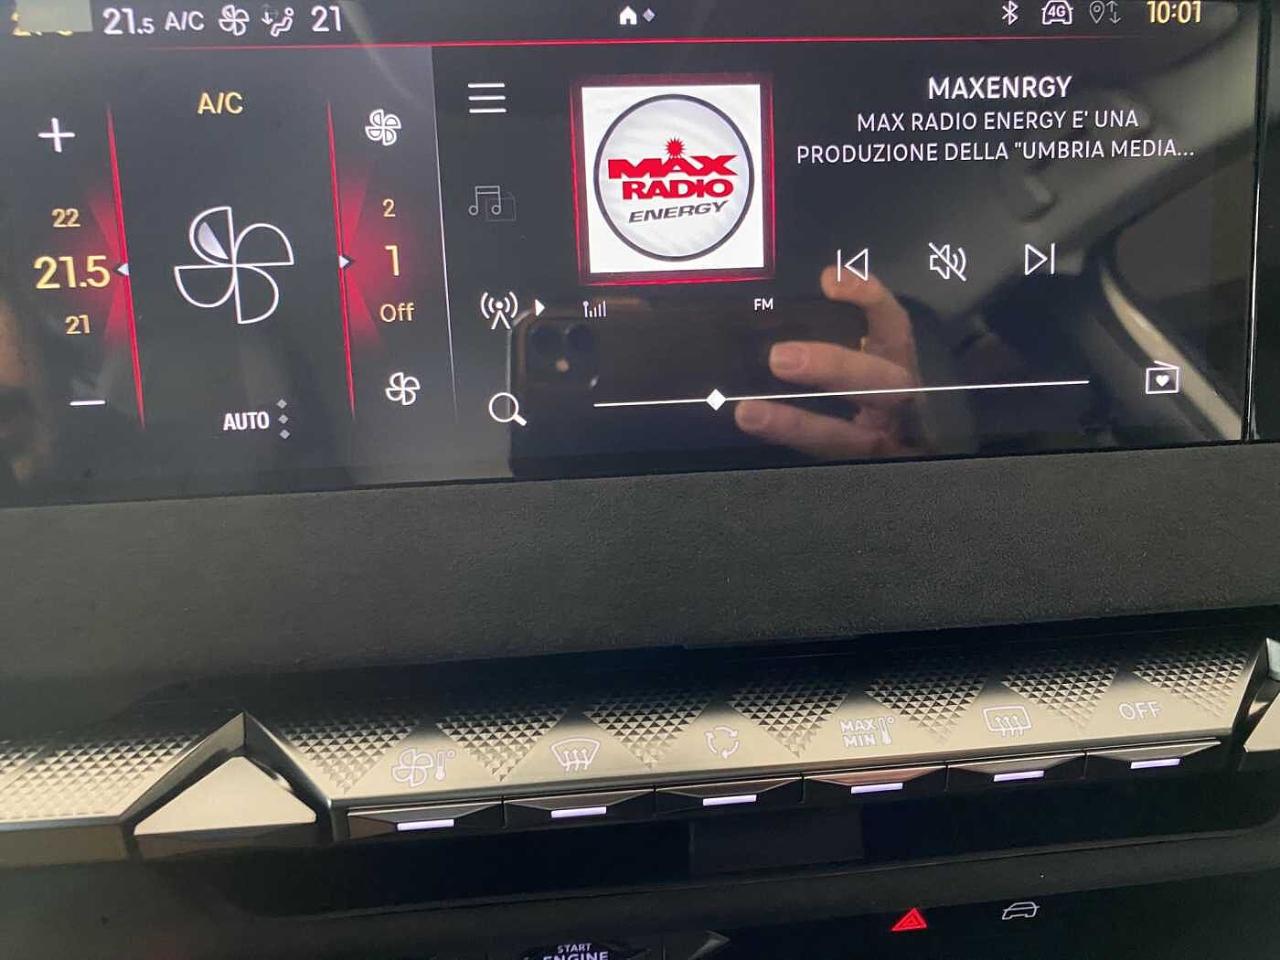 21.5 A/C 21
4G
10:01
A/C
22
21.5
21
2
1
Off
AUTO
MAX
RADIO
ENERGY
MAXENRGY
MAX RADIO ENERGY E' UNA
PRODUZIONE DELLA "UMBRIA MEDIA...
FM
MAX
MIN
OFF
START
ENGINE